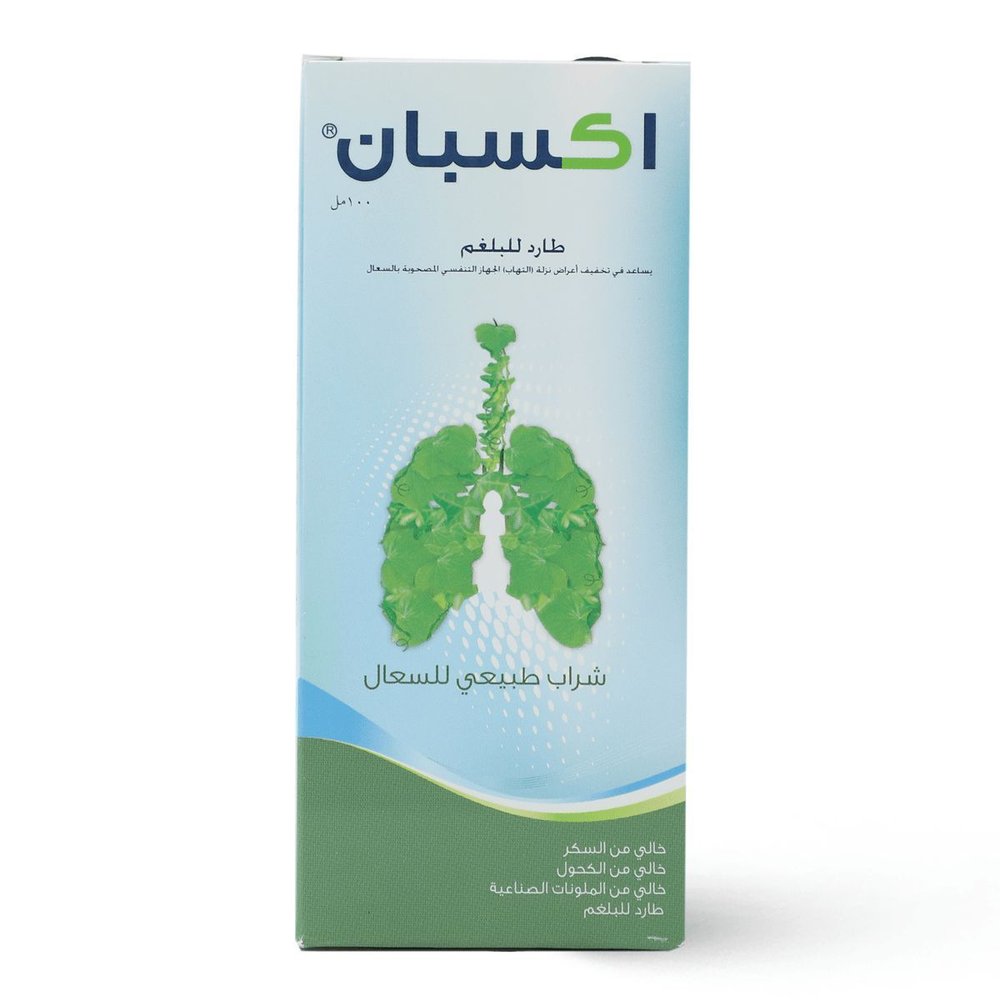 اكسبان®
١٠٠ مل
طارد للبلغم
يساعد في تخفيف أعراض نزلة (التهاب) الجهاز التنفسي المصحوبة بالسعال
شراب طبيعي للسعال
خالي من السكر
خالي من الكحول
خالي من الملونات الصناعية
طارد للبلغم